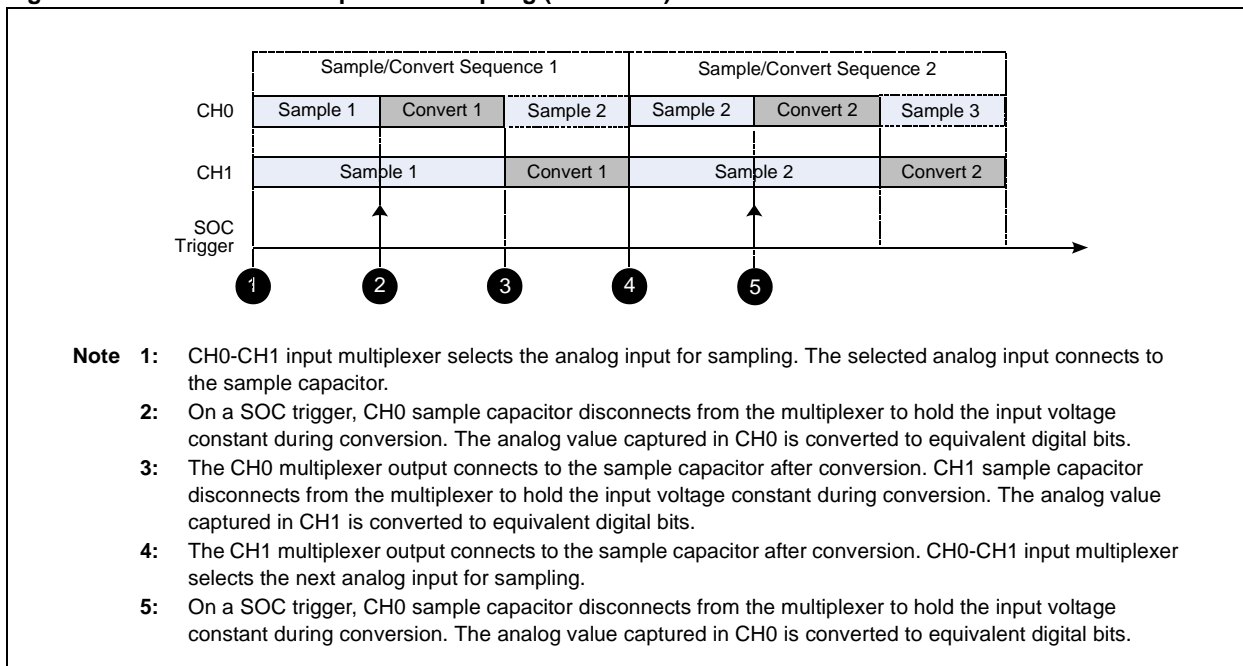 Sample/Convert Sequence 1 Sample/Convert Sequence 2
CH0 Sample 1 Convert 1 Sample 2 Sample 2 Convert 2 Sample 3
CH1 Sample 1 Convert 1 Sample 2 Convert 2
SOC
Trigger
1 2 3 4 5
Note 1: CH0-CH1 input multiplexer selects the analog input for sampling. The selected analog input connects to
the sample capacitor.
2: On a SOC trigger, CH0 sample capacitor disconnects from the multiplexer to hold the input voltage
constant during conversion. The analog value captured in CH0 is converted to equivalent digital bits.
3: The CH0 multiplexer output connects to the sample capacitor after conversion. CH1 sample capacitor
disconnects from the multiplexer to hold the input voltage constant during conversion. The analog value
captured in CH1 is converted to equivalent digital bits.
4: The CH1 multiplexer output connects to the sample capacitor after conversion. CH0-CH1 input multiplexer
selects the next analog input for sampling.
5: On a SOC trigger, CH0 sample capacitor disconnects from the multiplexer to hold the input voltage
constant during conversion. The analog value captured in CH0 is converted to equivalent digital bits.